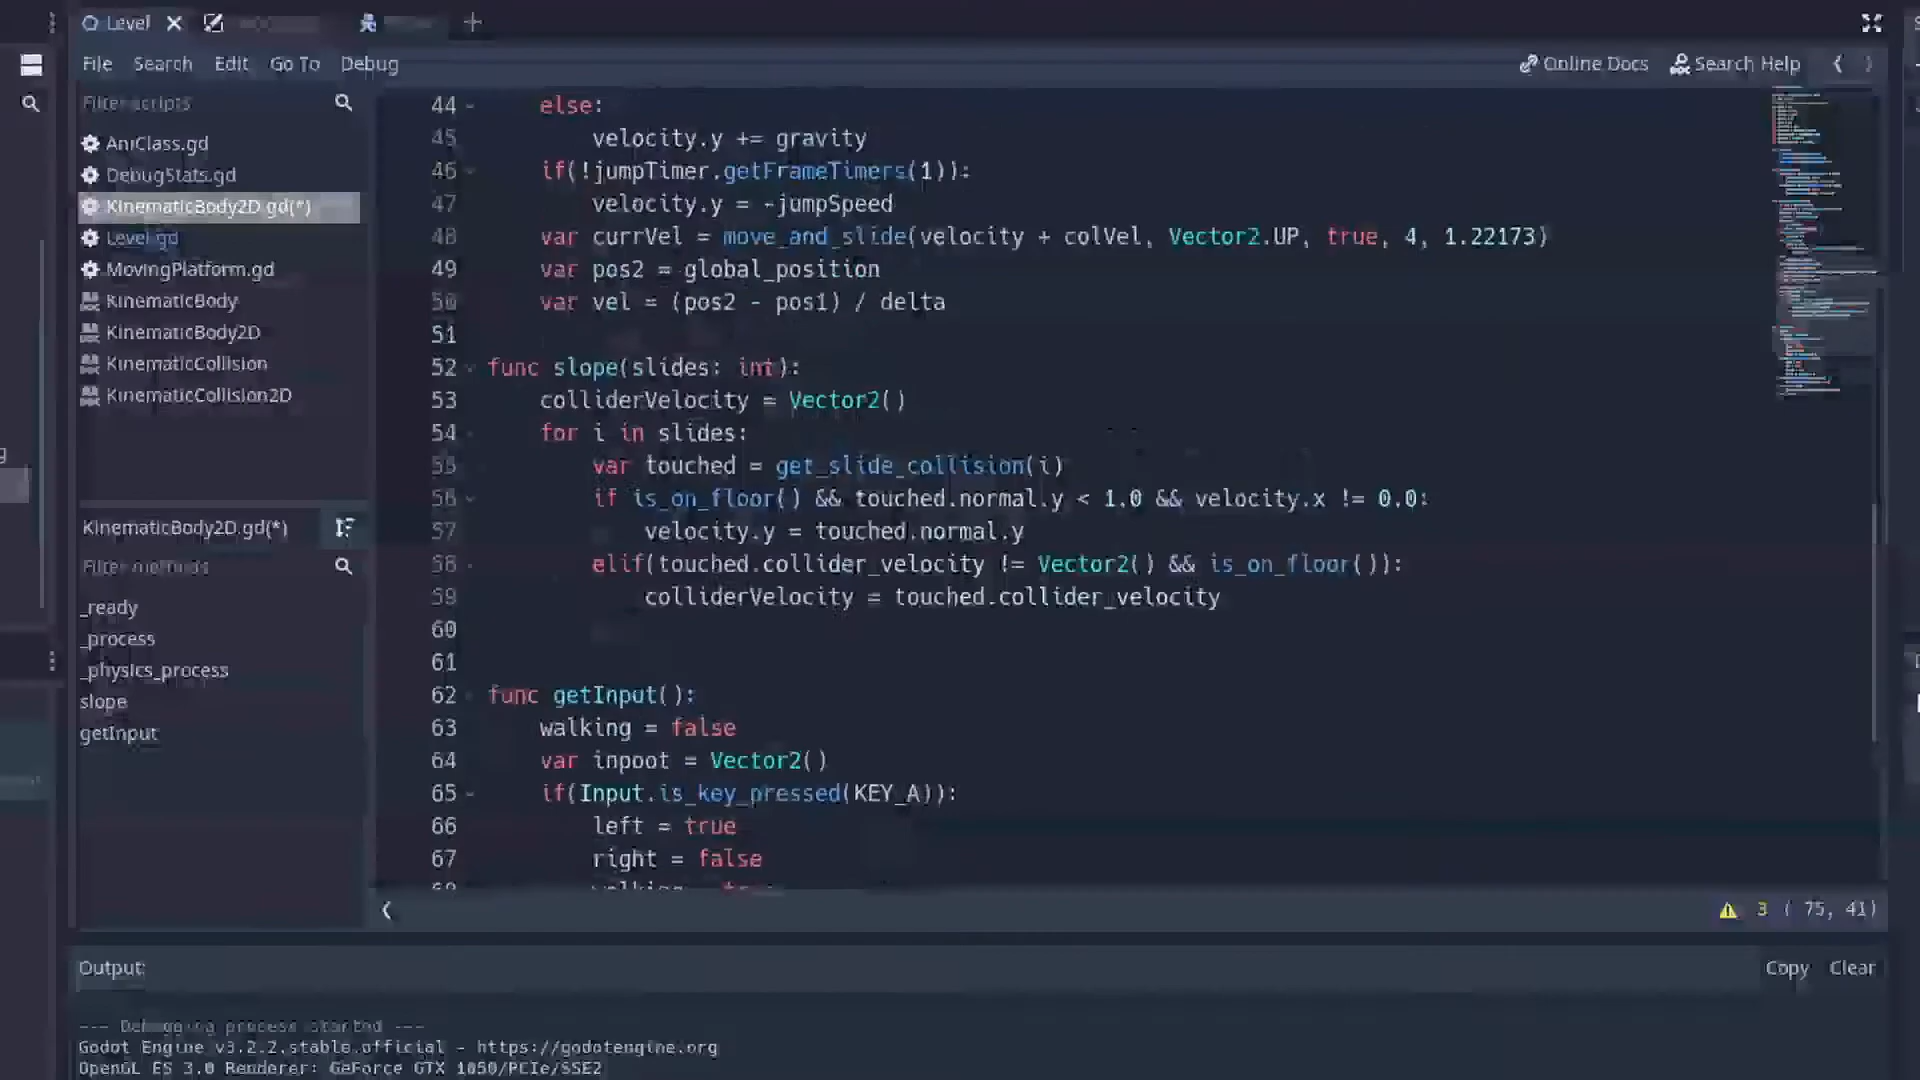 Level
File Search Edit Go To Debug
Online Docs Search Help
Filter scripts
AniClass.gd
DebugStats.gd
KinematicBody2D.gd(*)
Level.gd
MovingPlatform.gd
KinematicBody
KinematicBody2D
KinematicCollision
KinematicCollision2D
KinematicBody2D.gd(*)
Filter methods
_ready
_process
_physics_process
slope
getInput
44 else:
45 velocity.y += gravity
46 if(!jumpTimer.getFrameTimers(1)):
47 velocity.y = -jumpSpeed
48 var currVel = move_and_slide(velocity + colVel, Vector2.UP, true, 4, 1.22173)
49 var pos2 = global_position
50 var vel = (pos2 - pos1) / delta
51
52 func slope(slides: int):
53 colliderVelocity = Vector2()
54 for i in slides:
55 var touched = get_slide_collision(i)
56 if is_on_floor() && touched.normal.y < 1.0 && velocity.x != 0.0:
57 velocity.y = touched.normal.y
58 elif(touched.collider_velocity != Vector2() && is_on_floor()):
59 colliderVelocity = touched.collider_velocity
60
61
62 func getInput():
63 walking = false
64 var inpoot = Vector2()
65 if(Input.is_key_pressed(KEY_A)):
66 left = true
67 right = false
3 ( 75, 41)
Output:
Copy Clear
--- Debugging process started ---
Godot Engine v3.2.2.stable.official - https://godotengine.org
OpenGL ES 3.0 Renderer: GeForce GTX 1050/PCIe/SSE2